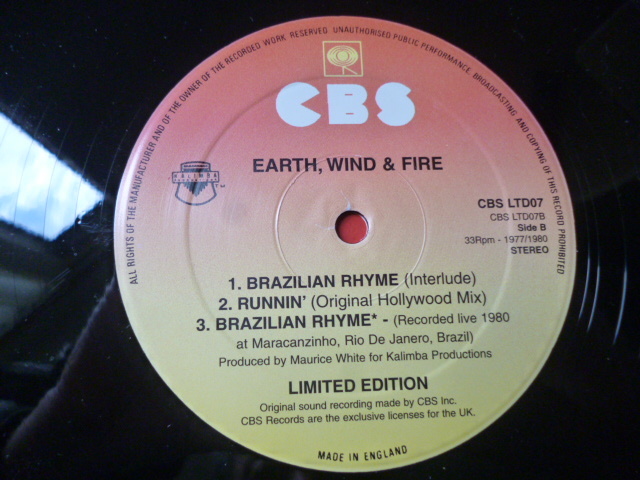 ALL RIGHTS OF THE MANUFACTURER AND OF THE OWNER OF THE RECORDED WORK RESERVED. UNAUTHORISED PUBLIC PERFORMANCE, BROADCASTING AND COPYING OF THIS RECORD PROHIBITED
CBS
EARTH, WIND & FIRE
KALIMBA
TM
CBS LTD07
CBS LTD07B
Side B
33Rpm - 1977/1980
STEREO
1. BRAZILIAN RHYME (Interlude)
2. RUNNIN' (Original Hollywood Mix)
3. BRAZILIAN RHYME* - (Recorded live 1980
at Maracanzinho, Rio De Janero, Brazil)
Produced by Maurice White for Kalimba Productions
LIMITED EDITION
Original sound recording made by CBS Inc.
CBS Records are the exclusive licenses for the UK.
MADE IN ENGLAND